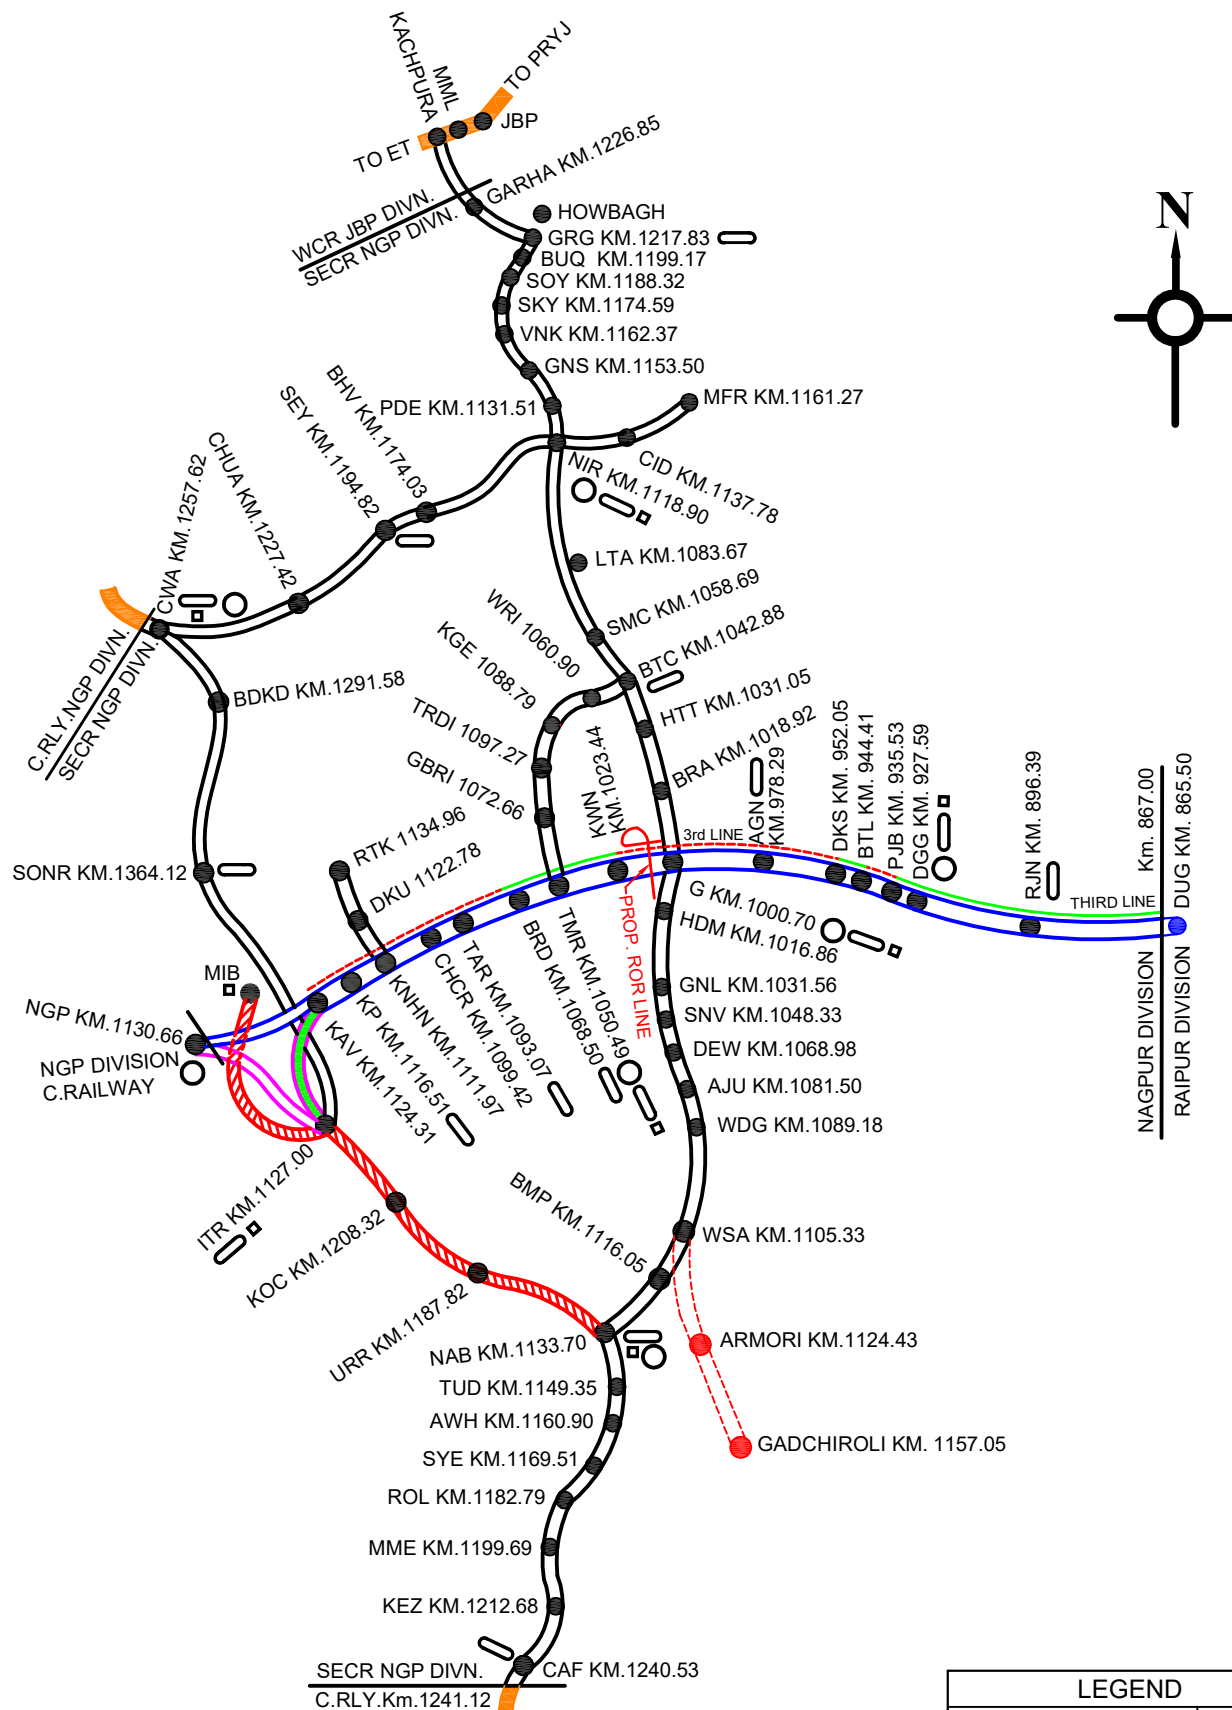 KACHPURA
MML
TO PRYJ
JBP
TO ET
GARHA KM.1226.85
WCR JBP DIVN.
SECR NGP DIVN.
HOWBAGH
GRG KM.1217.83
BUQ KM.1199.17
SOY KM.1188.32
SKY KM.1174.59
VNK KM.1162.37
GNS KM.1153.50
PDE KM.1131.51
MFR KM.1161.27
N
BHV KM.1174.03
SEY KM.1194.82
CHUA KM.1227.42
CWA KM.1257.62
NIR KM.1118.90
CID KM.1137.78
LTA KM.1083.67
SMC KM.1058.69
WRI 1060.90
BTC KM.1042.88
KGE 1088.79
TRDI 1097.27
GBRI 1072.66
HTT KM.1031.05
BRA KM.1018.92
C.RLY.NGP DIVN.
SECR NGP DIVN.
BDKD KM.1291.58
KVN
KM.1023.44
3rd LINE
AGN
KM.978.29
DKS KM. 952.05
BTL KM. 944.41
PJB KM. 935.53
DGG KM. 927.59
RJN KM. 896.39
THIRD LINE
Km. 867.00
DUG KM. 865.50
NAGPUR DIVISION
RAIPUR DIVISION
SONR KM.1364.12
RTK 1134.96
DKU 1122.78
G KM.1000.70
HDM KM.1016.86
PROP. ROR LINE
TMR KM.1050.49
BRD KM.1068.50
TAR KM.1093.07
CHCR KM.1099.42
KNHN KM.1111.97
KP KM.1116.51
KAV KM.1124.31
MIB
NGP KM.1130.66
NGP DIVISION
C.RAILWAY
GNL KM.1031.56
SNV KM.1048.33
DEW KM.1068.98
AJU KM.1081.50
WDG KM.1089.18
ITR KM.1127.00
KOC KM.1208.32
URR KM.1187.82
BMP KM.1116.05
WSA KM.1105.33
NAB KM.1133.70
ARMORI KM.1124.43
TUD KM.1149.35
AWH KM.1160.90
GADCHIROLI KM. 1157.05
SYE KM.1169.51
ROL KM.1182.79
MME KM.1199.69
KEZ KM.1212.68
CAF KM.1240.53
SECR NGP DIVN.
C.RLY.Km.1241.12
LEGEND